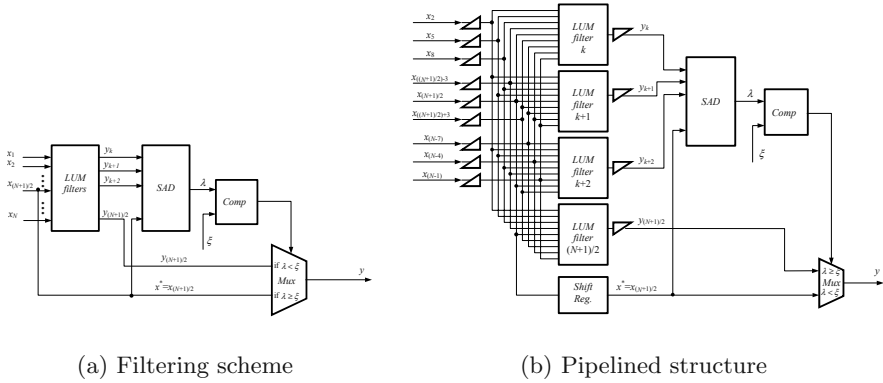 x1
x2
x(N+1)/2
xN
LUM
filters
yk
yk+1
yk+2
y(N+1)/2
SAD
λ
Comp
ξ
y(N+1)/2
x*=x(N+1)/2
if λ < ξ
Mux
if λ ≥ ξ
y
(a) Filtering scheme
x2
x5
x8
x((N+1)/2)-3
x(N+1)/2
x((N+1)/2)+3
x(N-7)
x(N-4)
x(N-1)
LUM
filter
k
yk
LUM
filter
k+1
yk+1
LUM
filter
k+2
yk+2
LUM
filter
(N+1)/2
y(N+1)/2
Shift
Reg.
x*=x(N+1)/2
SAD
λ
Comp
ξ
λ ≥ ξ
Mux
λ < ξ
y
(b) Pipelined structure